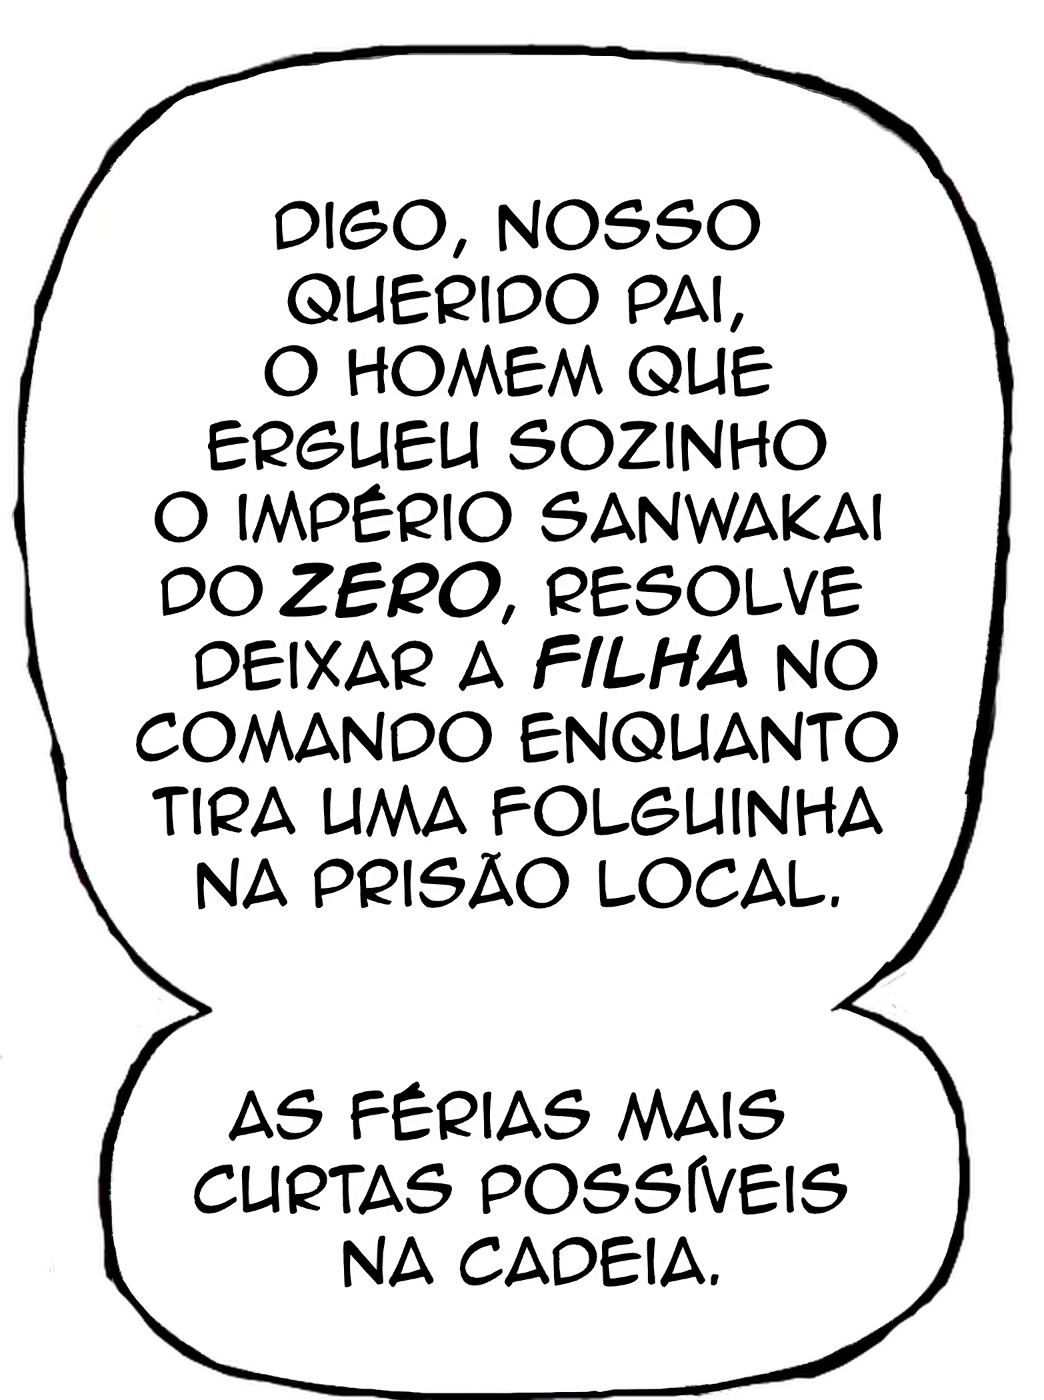 DIGO, NOSSO
QUERIDO PAI,
O HOMEM QUE
ERGUEU SOZINHO
O IMPÉRIO SANWAKAI
DO ZERO, RESOLVE
DEIXAR A FILHA NO
COMANDO ENQUANTO
TIRA UMA FOLGUINHA
NA PRISÃO LOCAL.
AS FÉRIAS MAIS
CURTAS POSSÍVEIS
NA CADEIA.